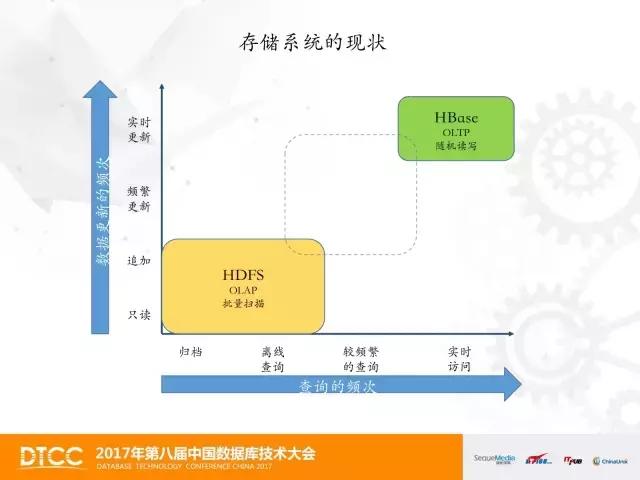 存储系统的现状
数据更新的频次
实时
更新
频繁
更新
追加
只读
HBase
OLTP
随机读写
HDFS
OLAP
批量扫描
归档
离线
查询
较频繁
的查询
实时
访问
查询的频次
DTCC
2017年第八届中国数据库技术大会
DATABASE TECHNOLOGY CONFERENCE CHINA 2017
SequeMedia
ITPUB
ChinaUnix